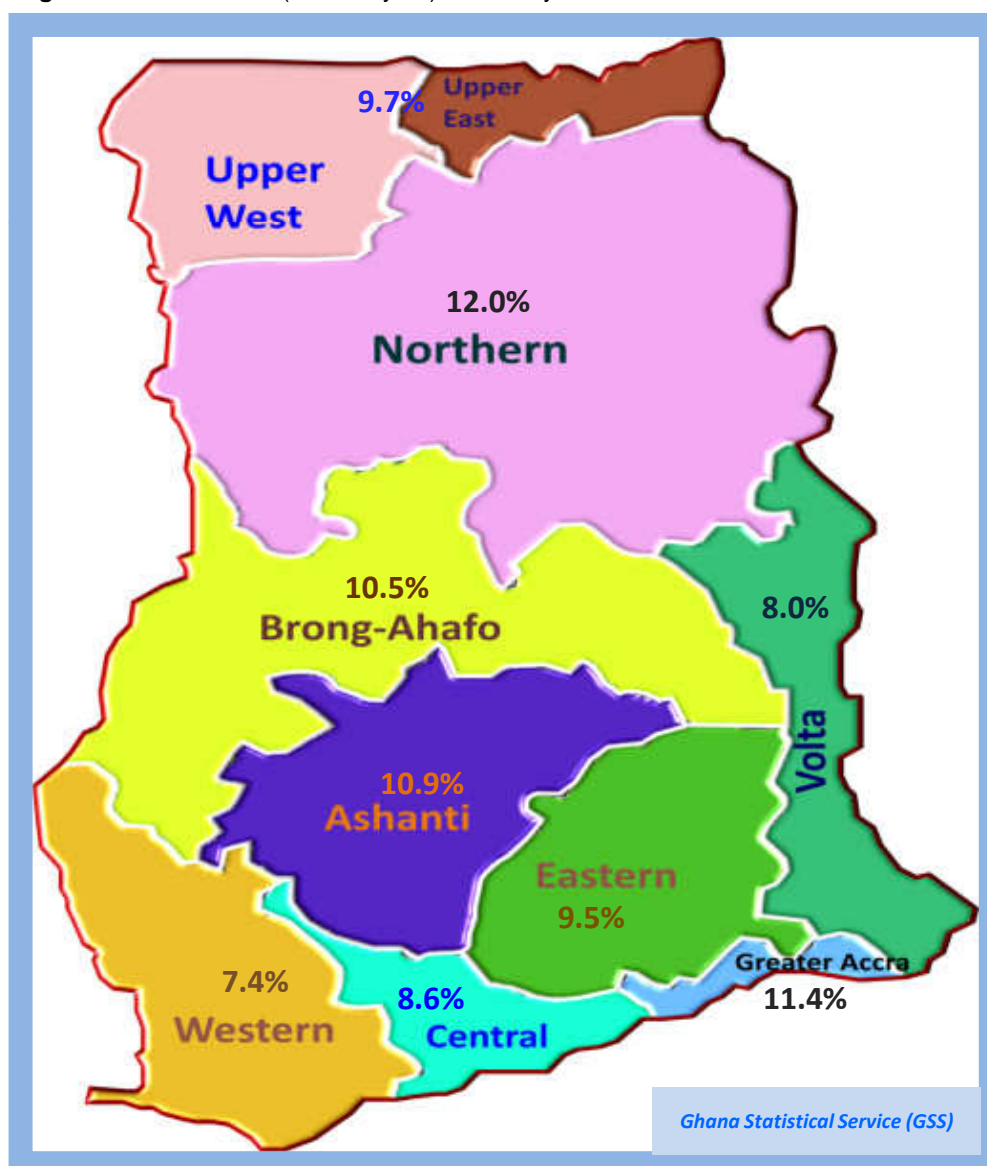 Upper
East
9.7%
Upper
West
12.0%
Northern
10.5%
Brong-Ahafo
8.0%
Volta
10.9%
Ashanti
Eastern
9.5%
Greater Accra
11.4%
7.4%
Western
8.6%
Central
Ghana Statistical Service (GSS)